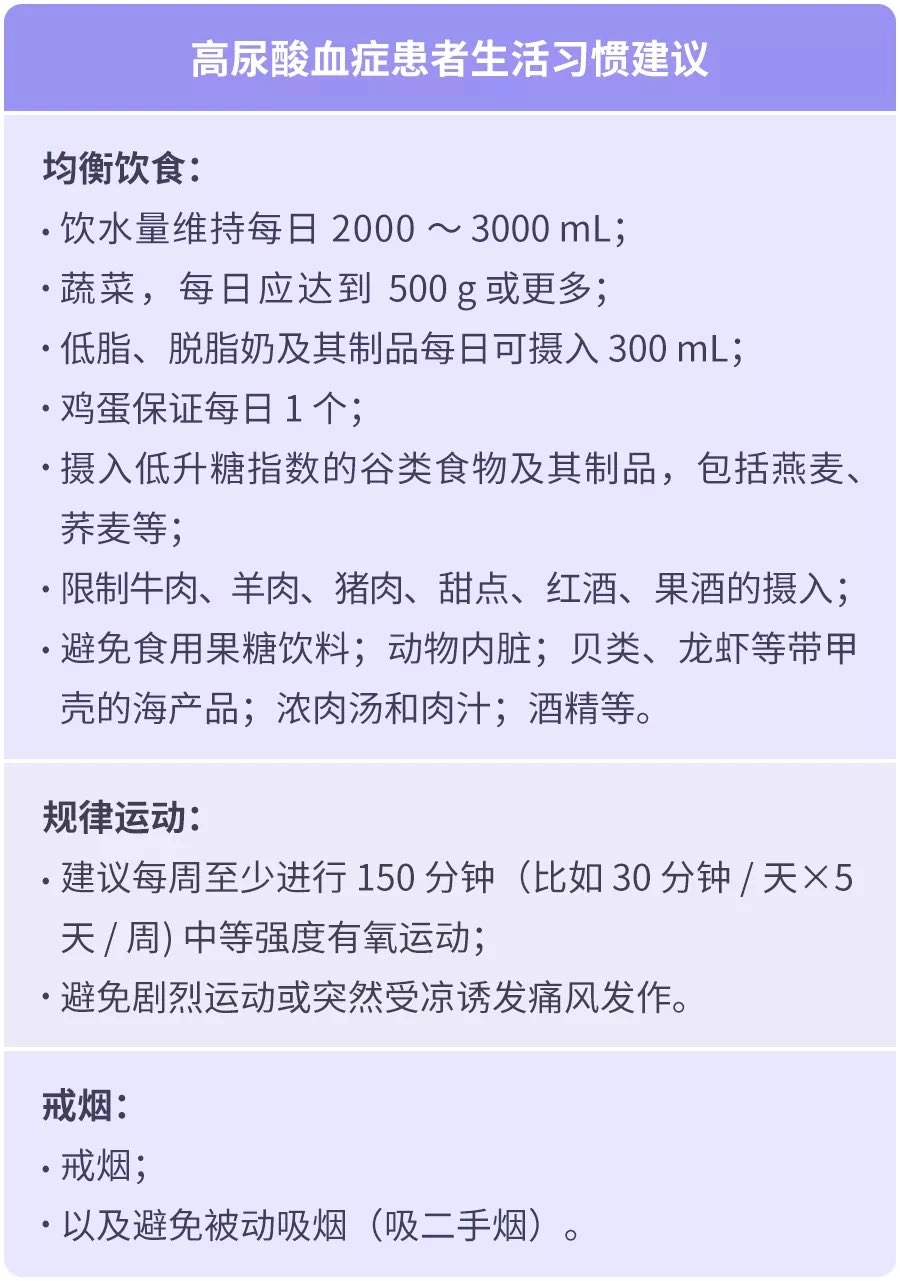 高尿酸血症患者生活习惯建议
均衡饮食：
· 饮水量维持每日 2000 ～ 3000 mL；
· 蔬菜，每日应达到 500 g 或更多；
· 低脂、脱脂奶及其制品每日可摄入 300 mL；
· 鸡蛋保证每日 1 个；
· 摄入低升糖指数的谷类食物及其制品，包括燕麦、
荞麦等；
· 限制牛肉、羊肉、猪肉、甜点、红酒、果酒的摄入；
· 避免食用果糖饮料；动物内脏；贝类、龙虾等带甲
壳的海产品；浓肉汤和肉汁；酒精等。
规律运动：
· 建议每周至少进行 150 分钟（比如 30 分钟 / 天×5
天 / 周) 中等强度有氧运动；
· 避免剧烈运动或突然受凉诱发痛风发作。
戒烟：
· 戒烟；
· 以及避免被动吸烟（吸二手烟）。